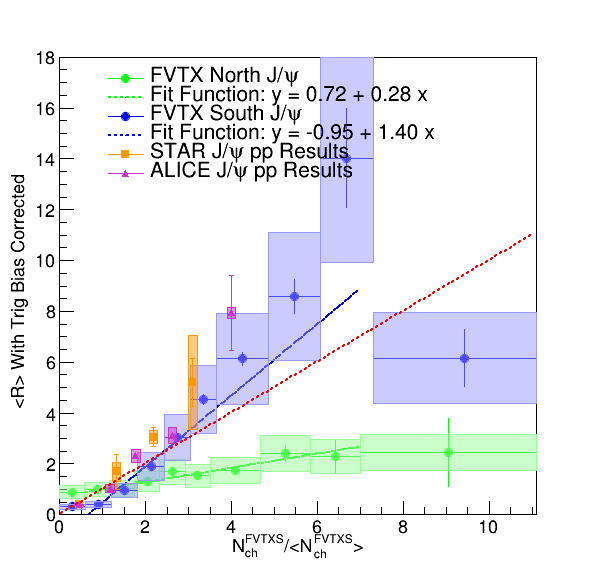 18
16
14
12
10
8
6
4
2
0
<R> With Trig Bias Corrected
FVTX North J/ψ
Fit Function: y = 0.72 + 0.28 x
FVTX South J/ψ
Fit Function: y = -0.95 + 1.40 x
STAR J/ψ pp Results
ALICE J/ψ pp Results
0 2 4 6 8 10
N_ch^FVTXS/<N_ch^FVTXS>